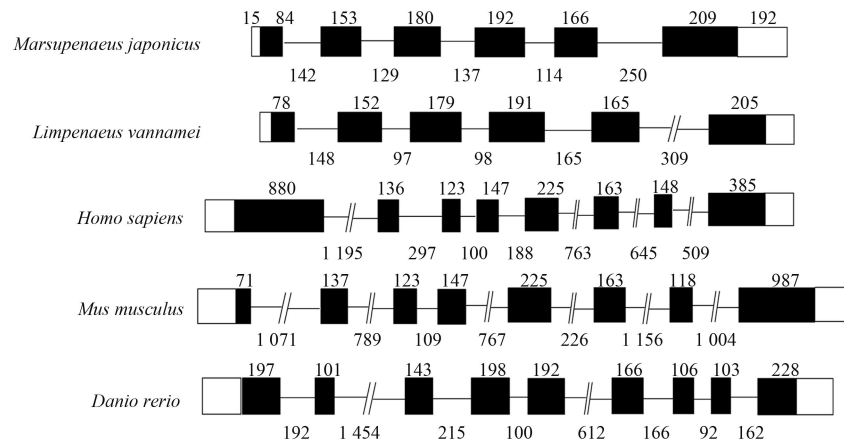 15 84 153 180 192 166 209 192
Marsupenaeus japonicus
142 129 137 114 250
78 152 179 191 165 205
Limpenaeus vannamei
148 97 98 165 309
880 136 123 147 225 163 148 385
Homo sapiens
1 195 297 100 188 763 645 509
71 137 123 147 225 163 118 987
Mus musculus
1 071 789 109 767 226 1 156 1 004
197 101 143 198 192 166 106 103 228
Danio rerio
192 1 454 215 100 612 166 92 162